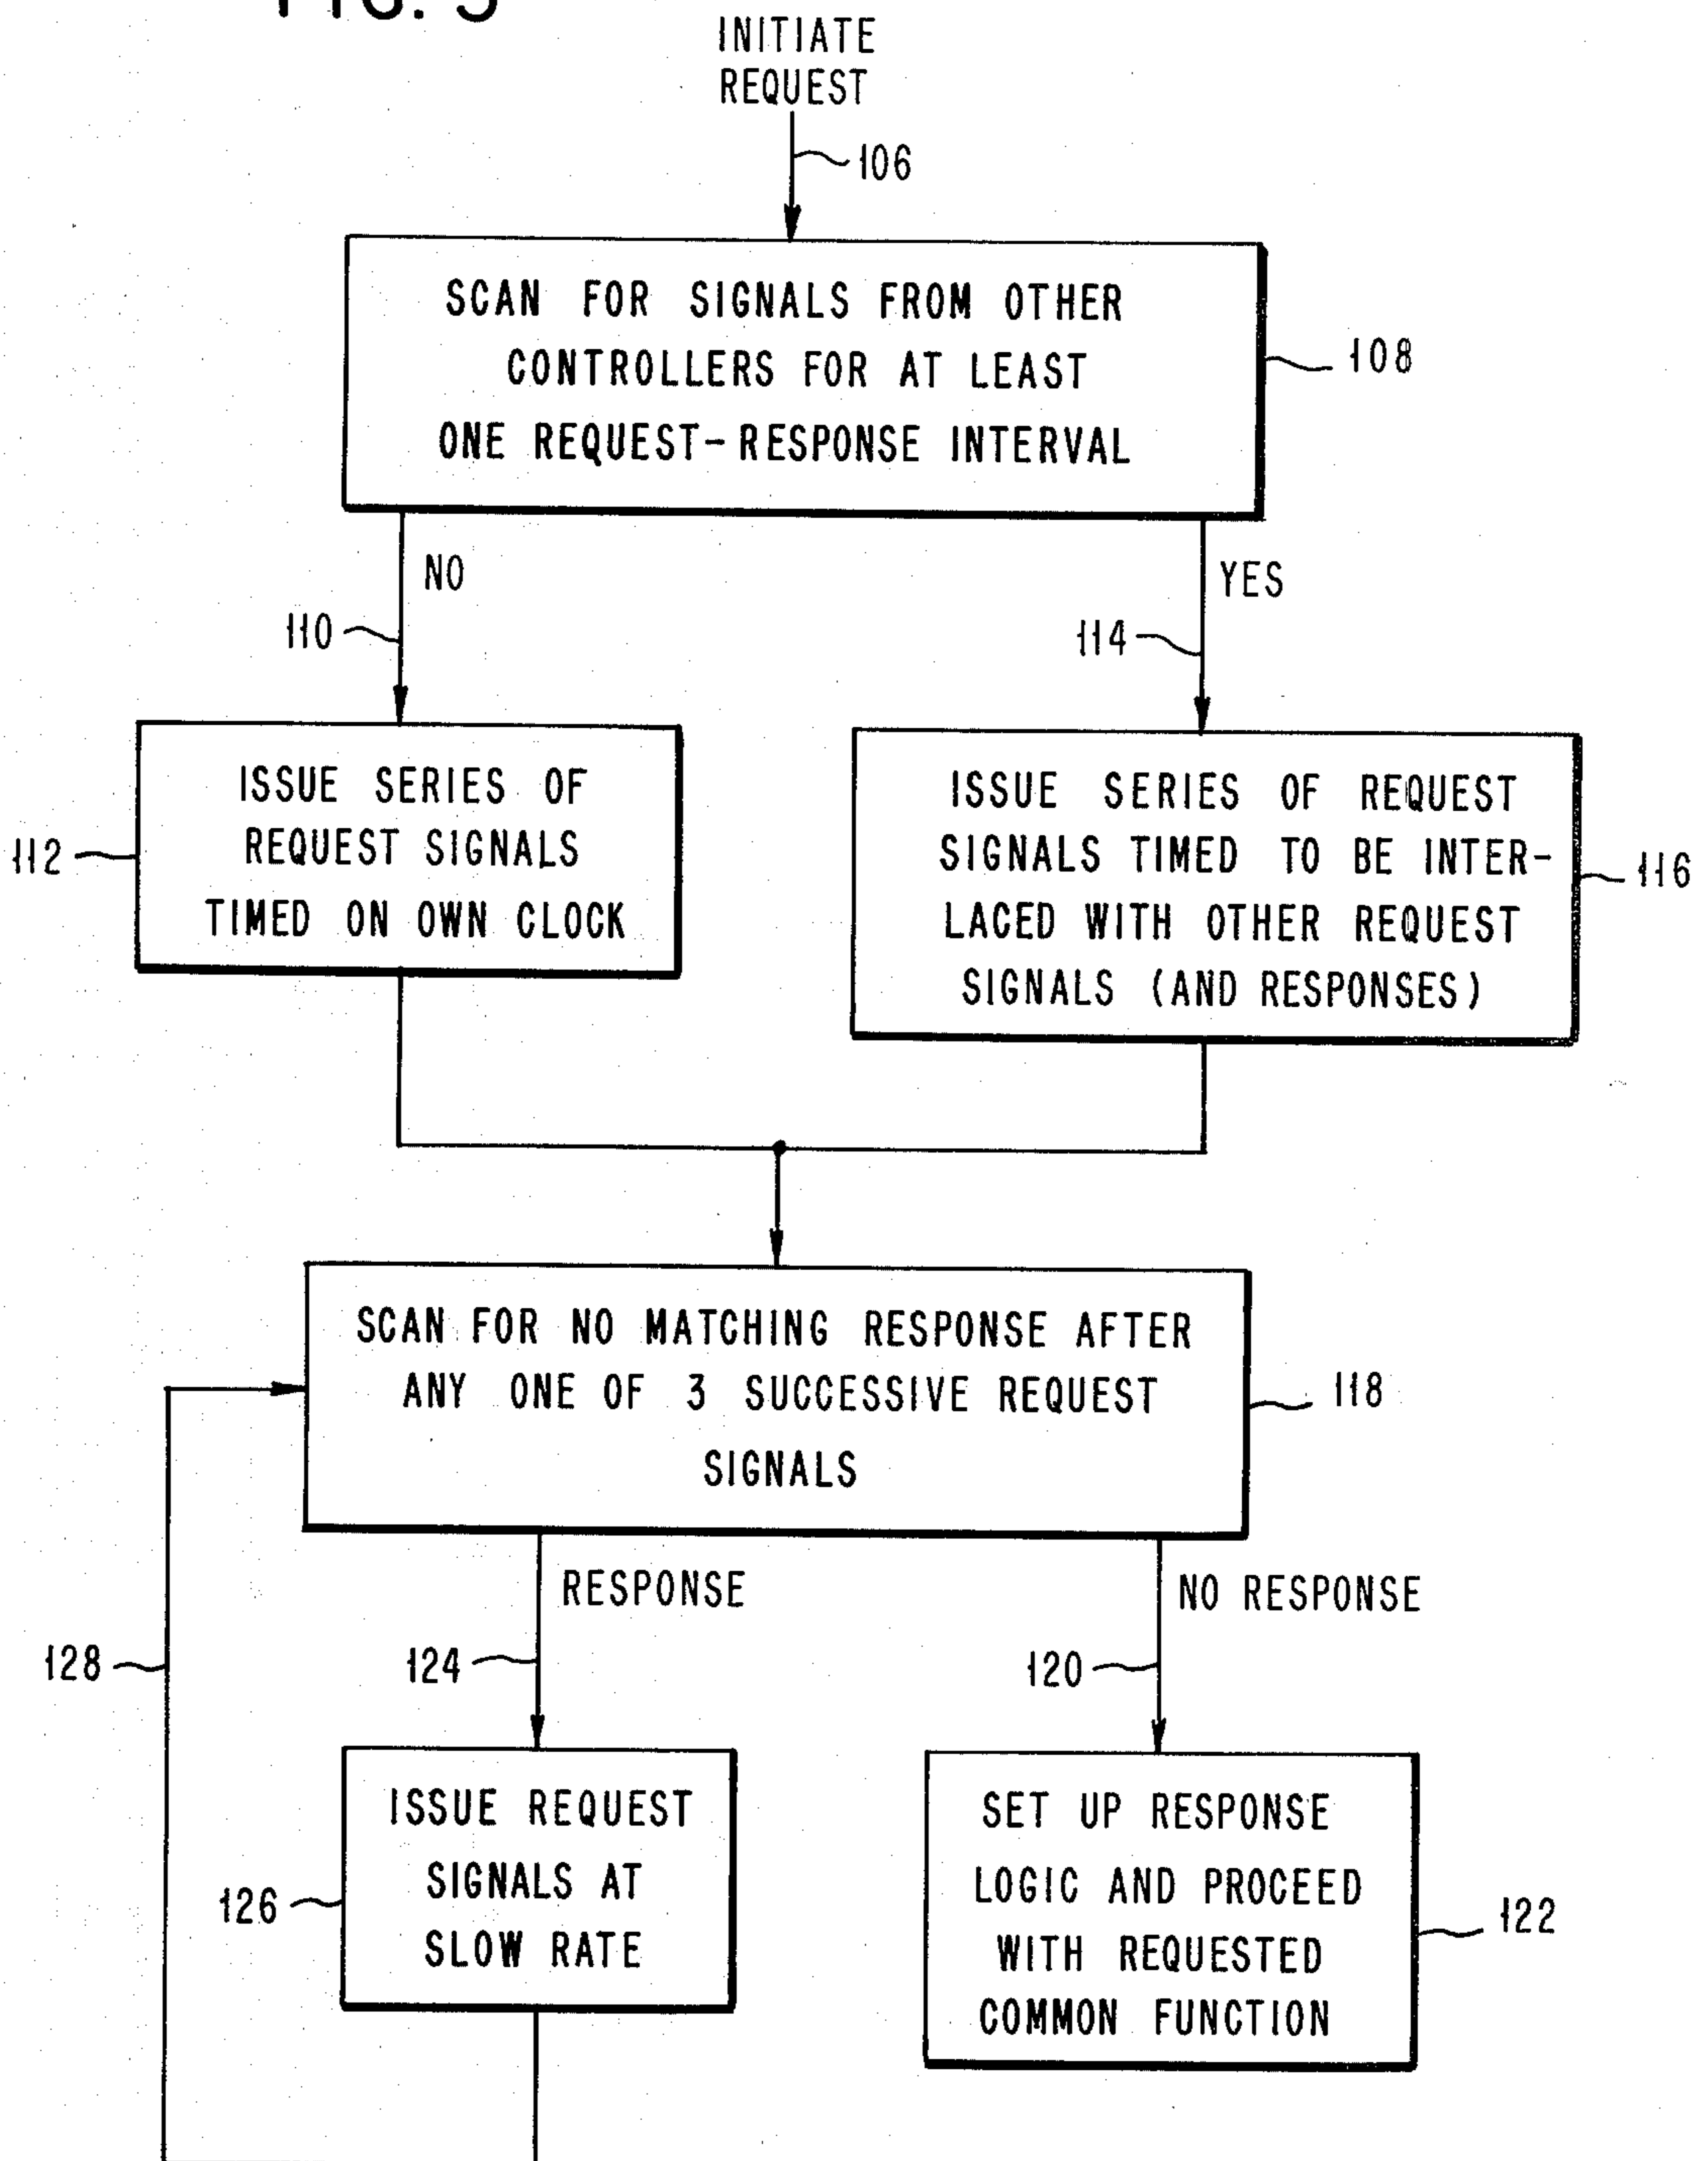 FIG. 5
INITIATE
REQUEST
106
SCAN FOR SIGNALS FROM OTHER
CONTROLLERS FOR AT LEAST
ONE REQUEST-RESPONSE INTERVAL
108
NO
YES
110
114
ISSUE SERIES OF
REQUEST SIGNALS
TIMED ON OWN CLOCK
112
ISSUE SERIES OF REQUEST
SIGNALS TIMED TO BE INTER-
LACED WITH OTHER REQUEST
SIGNALS (AND RESPONSES)
116
SCAN FOR NO MATCHING RESPONSE AFTER
ANY ONE OF 3 SUCCESSIVE REQUEST
SIGNALS
118
RESPONSE
NO RESPONSE
128
124
120
ISSUE REQUEST
SIGNALS AT
SLOW RATE
126
SET UP RESPONSE
LOGIC AND PROCEED
WITH REQUESTED
COMMON FUNCTION
122